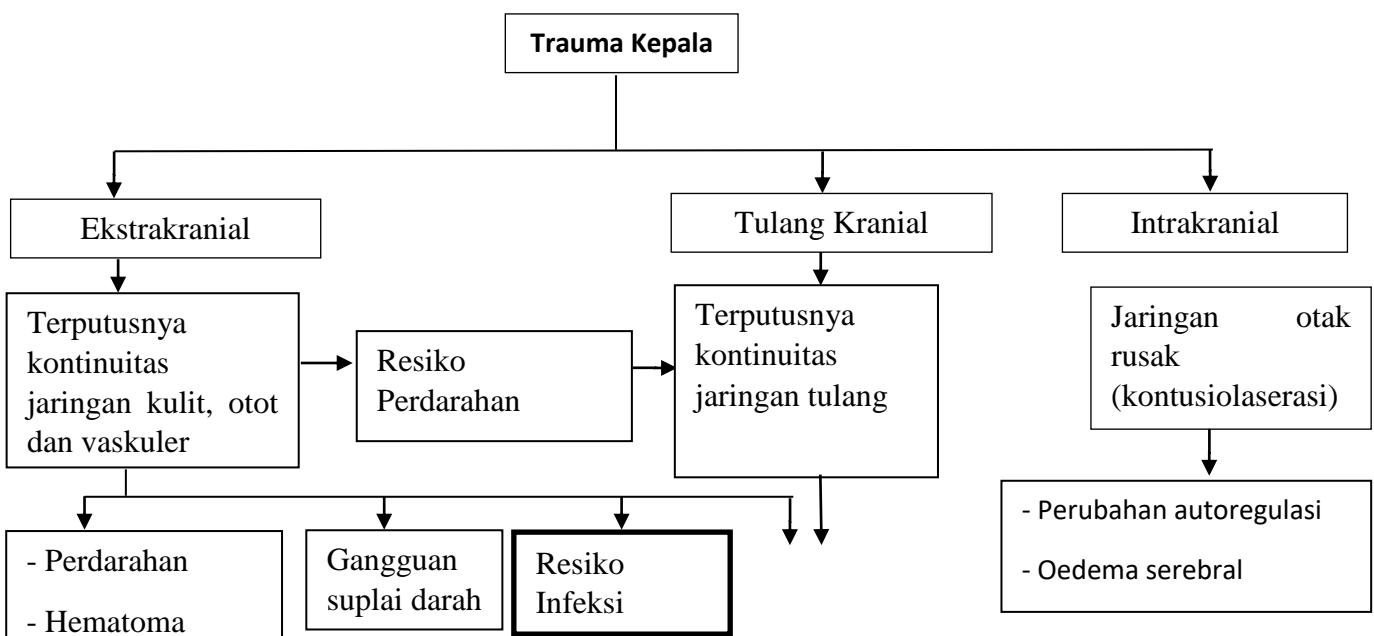 Trauma Kepala
Ekstrakranial
Tulang Kranial
Intrakranial
Terputusnya
kontinuitas
jaringan kulit, otot
dan vaskuler
Resiko
Perdarahan
Terputusnya
kontinuitas
jaringan tulang
Jaringan otak
rusak
(kontusiolaserasi)
- Perdarahan
- Hematoma
Gangguan
suplai darah
Resiko
Infeksi
- Perubahan autoregulasi
- Oedema serebral